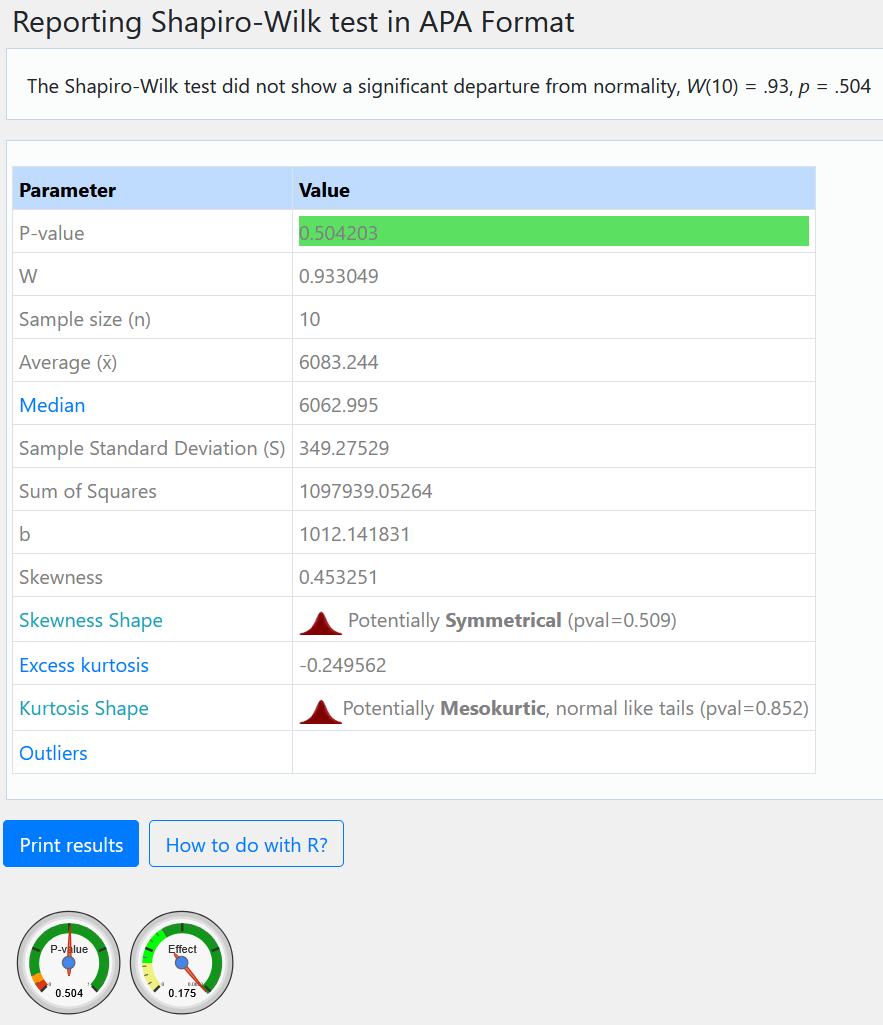 Reporting Shapiro-Wilk test in APA Format
The Shapiro-Wilk test did not show a significant departure from normality, W(10) = .93, p = .504
Parameter Value
P-value 0.504203
W 0.933049
Sample size (n) 10
Average (x̄) 6083.244
Median 6062.995
Sample Standard Deviation (S) 349.27529
Sum of Squares 1097939.05264
b 1012.141831
Skewness 0.453251
Skewness Shape Potentially Symmetrical (pval=0.509)
Excess kurtosis -0.249562
Kurtosis Shape Potentially Mesokurtic, normal like tails (pval=0.852)
Outliers
Print results How to do with R?
P-value Effect
0.504 0.175